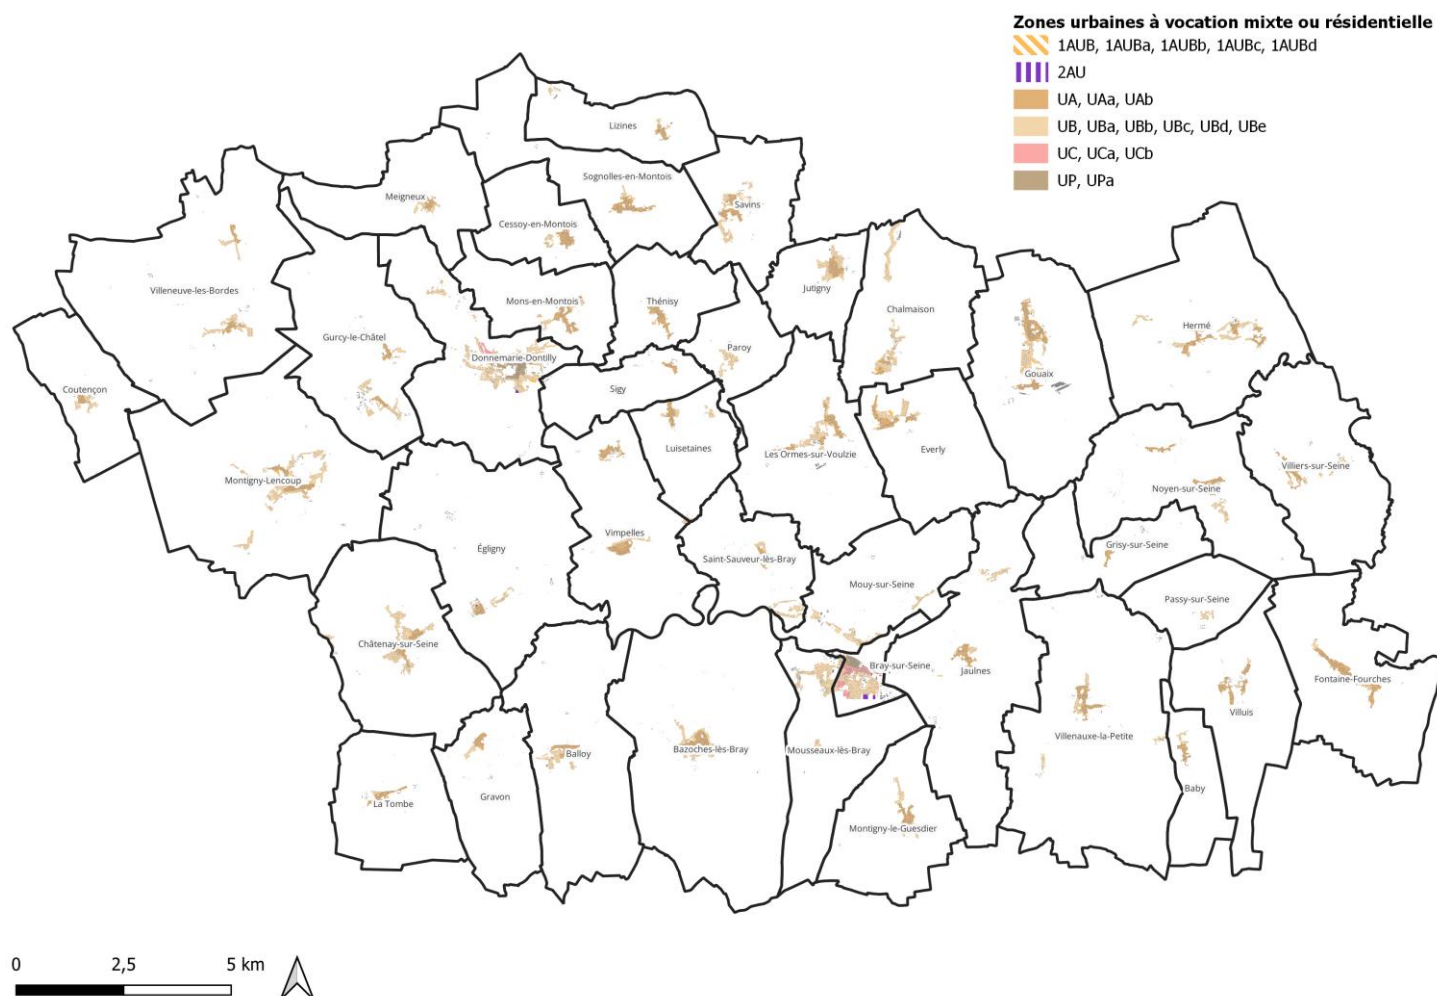 Zones urbaines à vocation mixte ou résidentielle
1AUB, 1AUBa, 1AUBb, 1AUBc, 1AUBd
2AU
UA, UAa, UAb
UB, UBa, UBb, UBc, UBd, UBe
UC, UCa, UCb
UP, UPa
Lizines
Sognolles-en-Montois
Meigneux
Savins
Cessoy-en-Montois
Villeneuve-les-Bordes
Jutigny
Mons-en-Montois
Thénisy
Chalmaison
Hermé
Gurcy-le-Châtel
Paroy
Donnemarie-Dontilly
Gouaix
Coutençon
Sigy
Luisetaines
Les Ormes-sur-Voulzie
Everly
Villiers-sur-Seine
Montigny-Lencoup
Noyen-sur-Seine
Vimpelles
Grisy-sur-Seine
Égligny
Saint-Sauveur-lès-Bray
Mouy-sur-Seine
Passy-sur-Seine
Châtenay-sur-Seine
Bray-sur-Seine
Jaulnes
Fontaine-Fourches
Villuis
Villenauxe-la-Petite
Bazoches-lès-Bray
Mousseaux-lès-Bray
Balloy
Baby
Gravon
La Tombe
Montigny-le-Guesdier
0 2,5 5 km